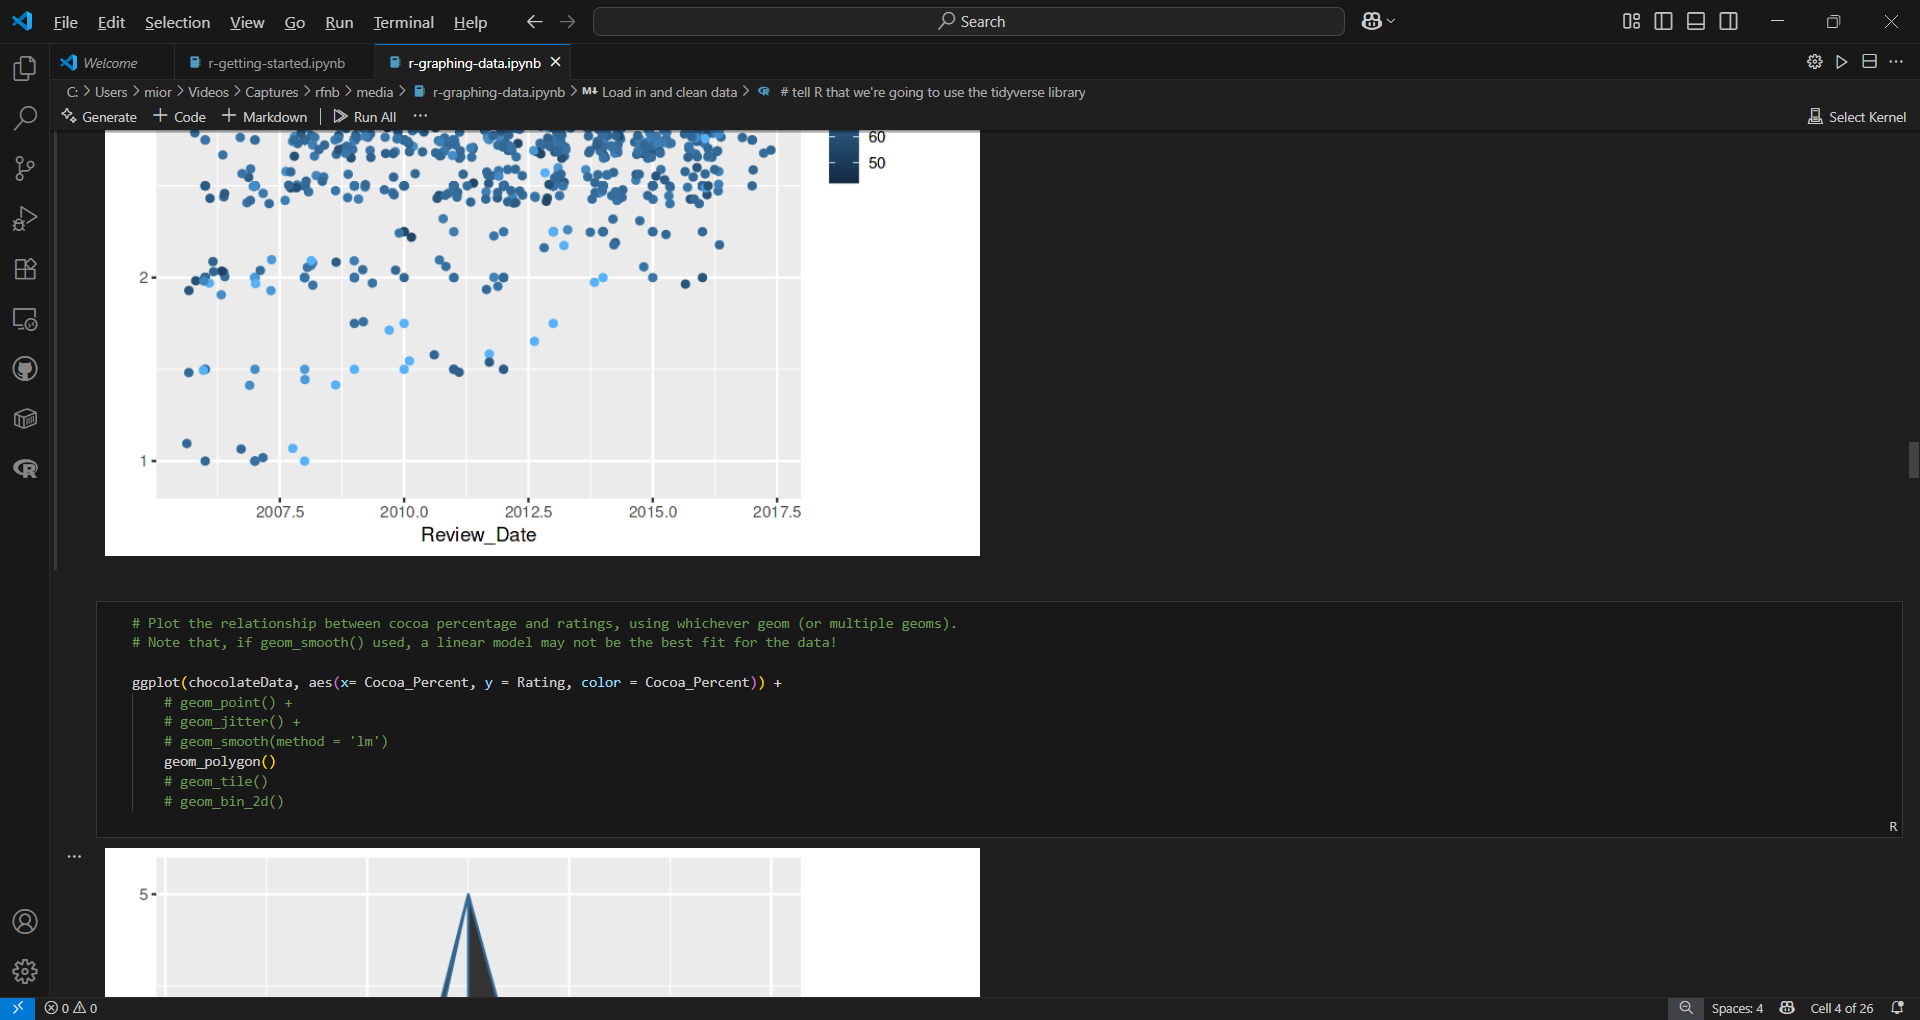 File Edit Selection View Go Run Terminal Help Search
Welcome r-getting-started.ipynb r-graphing-data.ipynb
C: > Users > mior > Videos > Captures > rfnb > media > r-graphing-data.ipynb > M↓ Load in and clean data > # tell R that we're going to use the tidyverse library
Generate + Code + Markdown Run All ... Select Kernel
60
50
2
1
2007.5 2010.0 2012.5 2015.0 2017.5
Review_Date
# Plot the relationship between cocoa percentage and ratings, using whichever geom (or multiple geoms).
# Note that, if geom_smooth() used, a linear model may not be the best fit for the data!
ggplot(chocolateData, aes(x= Cocoa_Percent, y = Rating, color = Cocoa_Percent)) +
# geom_point() +
# geom_jitter() +
# geom_smooth(method = 'lm')
geom_polygon()
# geom_tile()
# geom_bin_2d()
R
...
5
0 0 Spaces: 4 Cell 4 of 26